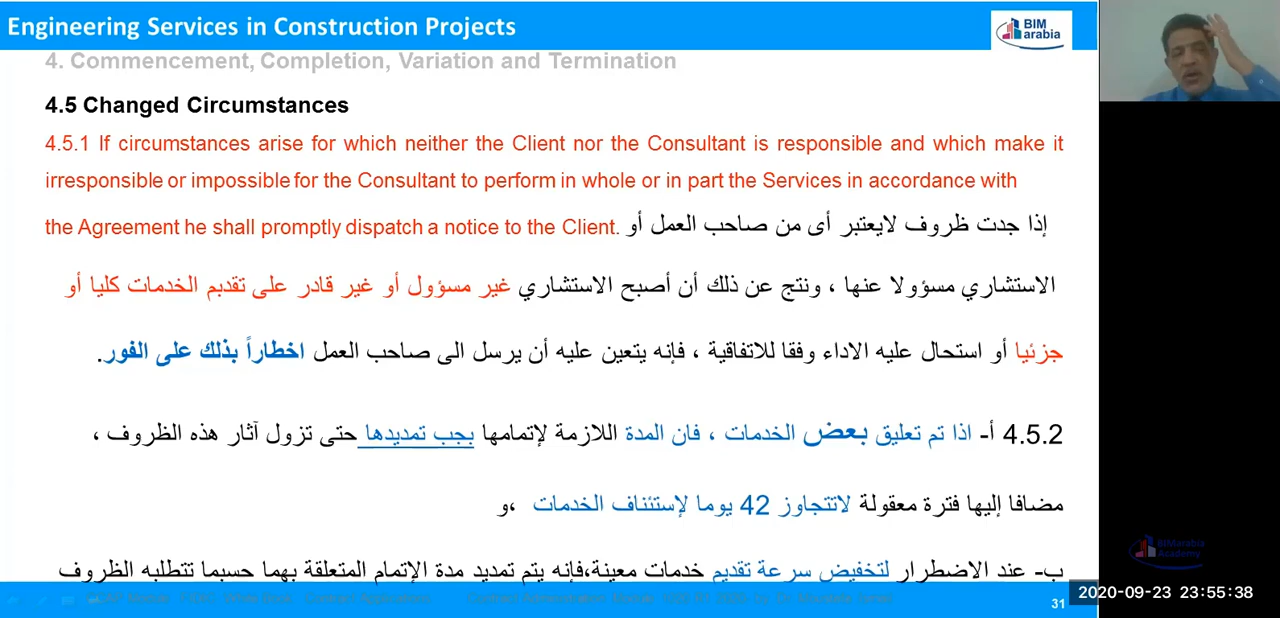 Engineering Services in Construction Projects
BIM
arabia
4. Commencement, Completion, Variation and Termination
4.5 Changed Circumstances
4.5.1 If circumstances arise for which neither the Client nor the Consultant is responsible and which make it
irresponsible or impossible for the Consultant to perform in whole or in part the Services in accordance with
the Agreement he shall promptly dispatch a notice to the Client. إذا جدت ظروف لايعتبر أى من صاحب العمل أو
الاستشاري مسؤولا عنها ، ونتج عن ذلك أن أصبح الاستشاري غير مسؤول أو غير قادر على تقديم الخدمات كليا أو
جزئيا أو استحال عليه الاداء وفقا للاتفاقية ، فإنه يتعين عليه أن يرسل الى صاحب العمل اخطاراً بذلك على الفور.
4.5.2 أ- اذا تم تعليق بعض الخدمات ، فان المدة اللازمة لإتمامها يجب تمديدها حتى تزول آثار هذه الظروف ،
مضافا إليها فترة معقولة لاتتجاوز 42 يوما لإستئناف الخدمات ،و
ب- عند الاضطرار لتخفيض سرعة تقديم خدمات معينة،فإنه يتم تمديد مدة الإتمام المتعلقة بهما حسبما تتطلبه الظروف
31
BIMarabia
Academy
2020-09-23 23:55:38